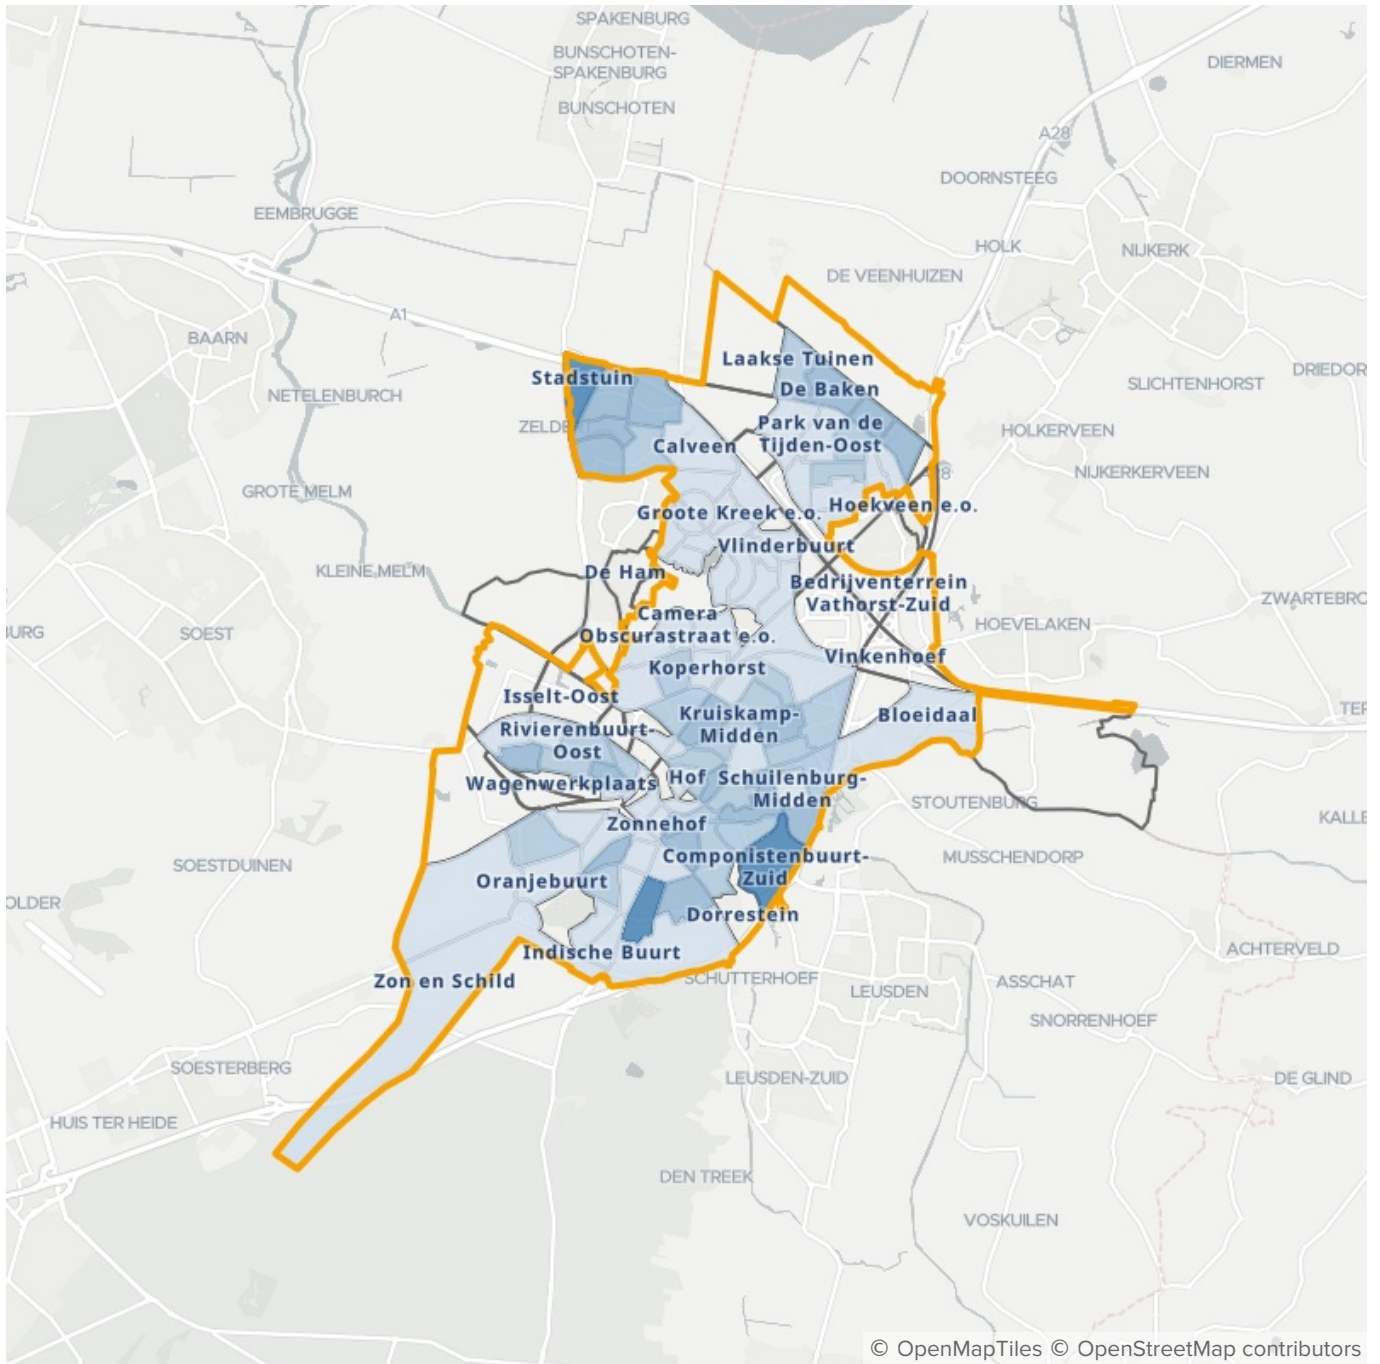 SPAKENBURG
BUNSCHOTEN-
SPAKENBURG
DIERMEN
BUNSCHOTEN
A28
DOORNSTEEG
EEMBRUGGE
HOLK
NIJKERK
DE VEENHUIZEN
A1
BAARN
Laakse Tuinen
DRIEDOR
Stadstuin
De Baken
SLICHTENHORST
NETELENBURCH
Park van de
Tijden-Oost
HOLKERVEEN
Calveen
NIJKERKERVEEN
GROTE MELM
Hoekveen e.o.
Groote Kreek e.o.
Vlinderbuurt
KLEINE MELM
De Ham
Bedrijventerrein
Vathorst-Zuid
ZWARTEBRO
Camera
Obscurastraat e.o.
HOEVELAKEN
BURG
SOEST
Vinkenhoef
Koperhorst
Isselt-Oost
TER
Kruiskamp-
Midden
Bloeidaal
Rivierenbuurt-
Oost
Wagenwerkplaats
Hof
Schuilenburg-
Midden
STOUTENBURG
KALLE
Zonnehof
Componistenbuurt-
Zuid
MUSSCHENDORP
SOESTDUINEN
Oranjebuurt
OLDER
Dorrestein
ACHTERVELD
Indische Buurt
Zon en Schild
SCHUTTERHOEF
LEUSDEN
ASSCHAT
SNORRENHOEF
SOESTERBERG
LEUSDEN-ZUID
DE GLIND
HUIS TER HEIDE
DEN TREEK
VOSKUILEN
© OpenMapTiles © OpenStreetMap contributors